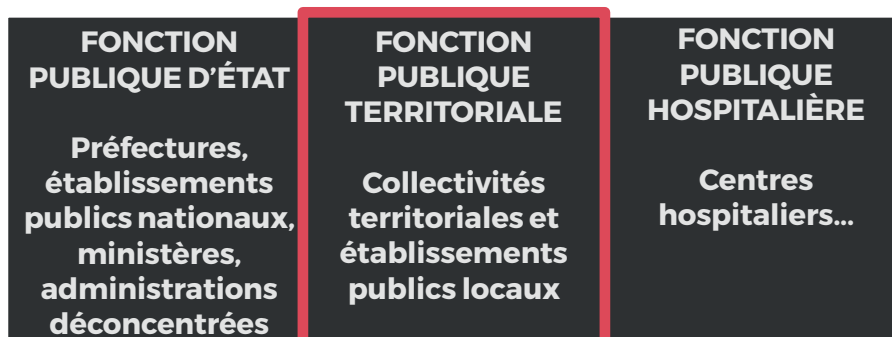 FONCTION
PUBLIQUE D'ÉTAT
Préfectures,
établissements
publics nationaux,
ministères,
administrations
déconcentrées
FONCTION
PUBLIQUE
TERRITORIALE
Collectivités
territoriales et
établissements
publics locaux
FONCTION
PUBLIQUE
HOSPITALIÈRE
Centres
hospitaliers...